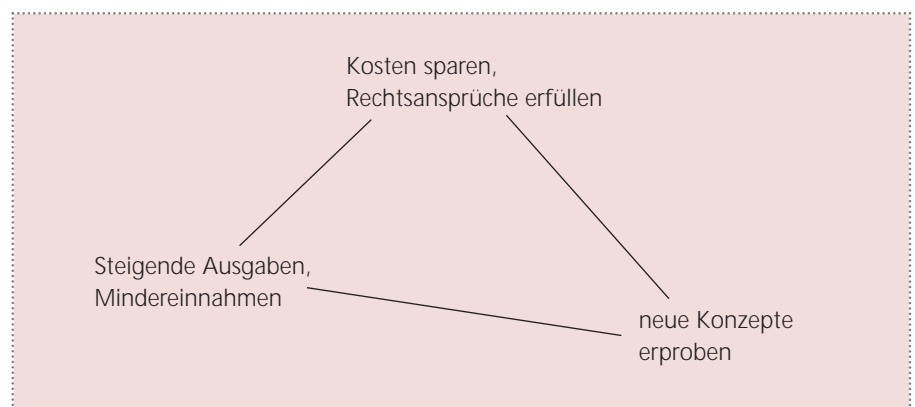 Kosten sparen,
Rechtsansprüche erfüllen
Steigende Ausgaben,
Mindereinnahmen
neue Konzepte
erproben